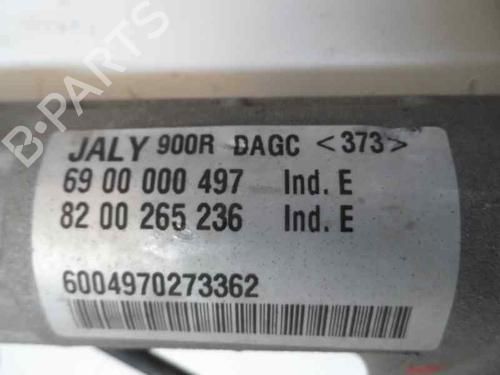 JALY 900R DAGC <373>
69 00 000 497 Ind. E
82 00 265 236 Ind. E
6004970273362
B-PARTS